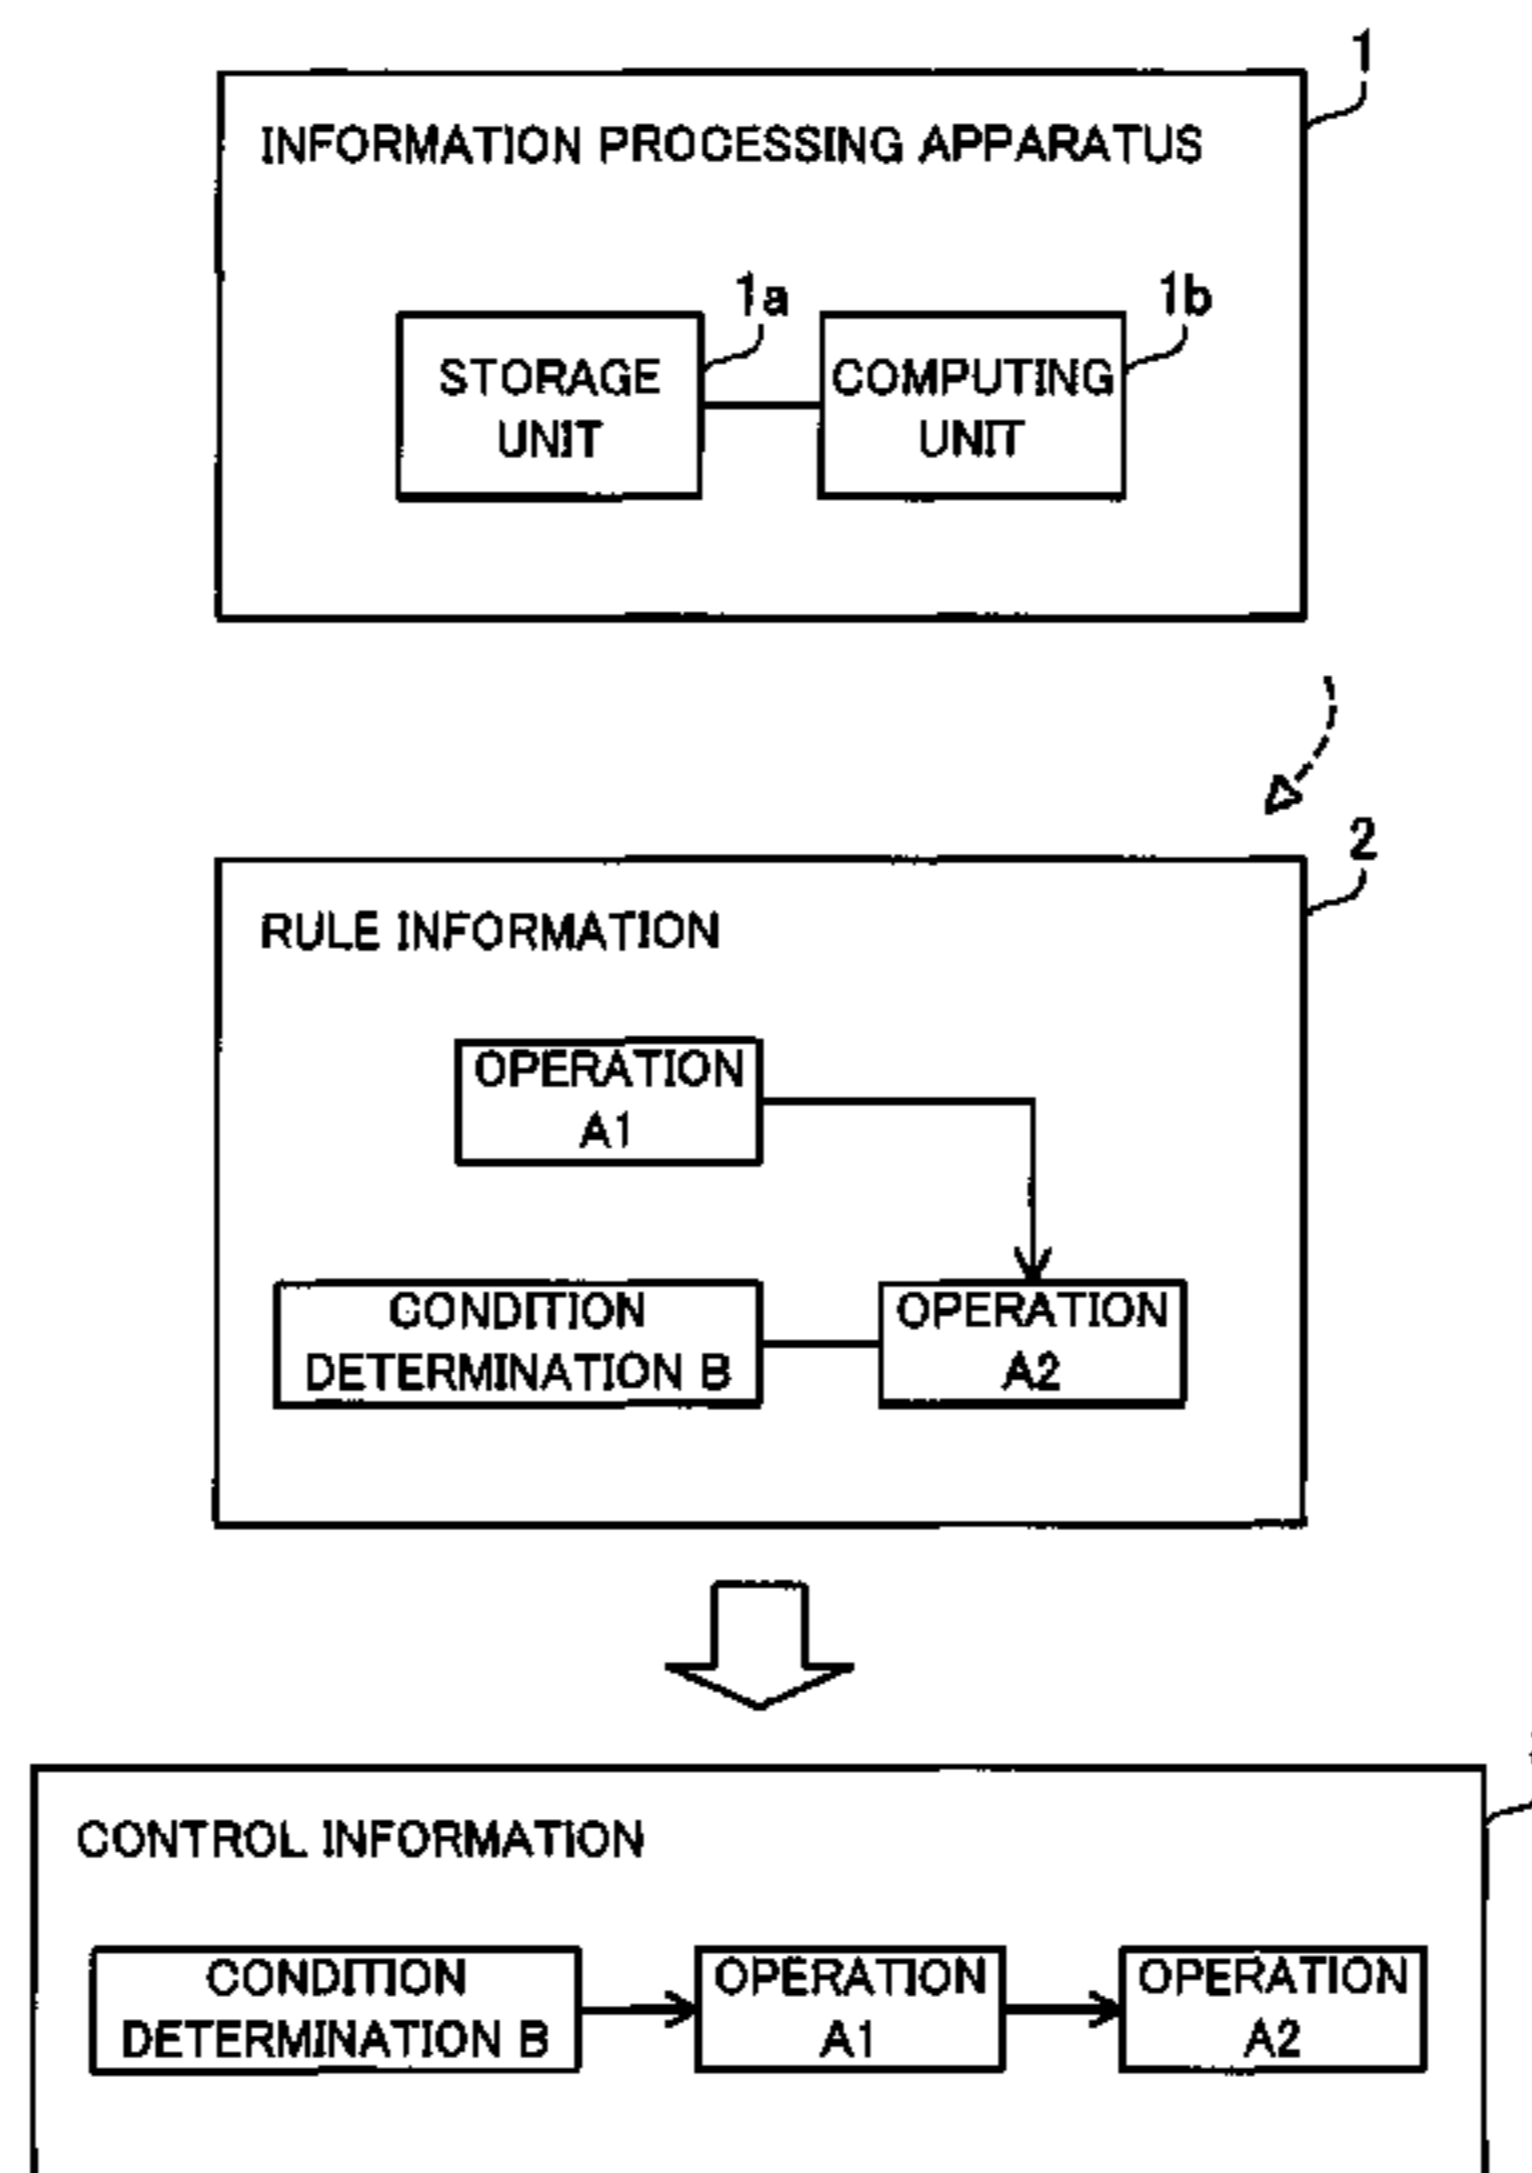 1
INFORMATION PROCESSING APPARATUS
1a
1b
STORAGE
UNIT
COMPUTING
UNIT
2
RULE INFORMATION
OPERATION
A1
CONDITION
DETERMINATION B
OPERATION
A2
CONTROL INFORMATION
CONDITION
DETERMINATION B
OPERATION
A1
OPERATION
A2